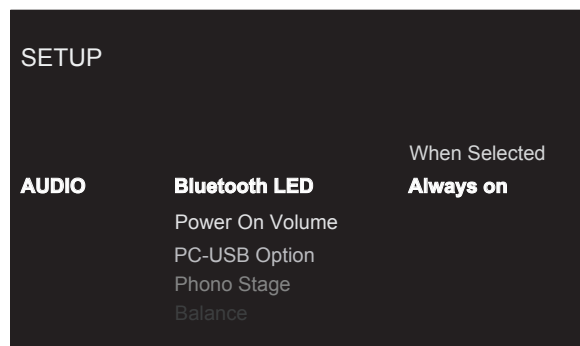 SETUP
When Selected
AUDIO Bluetooth LED Always on
Power On Volume
PC-USB Option
Phono Stage
Balance